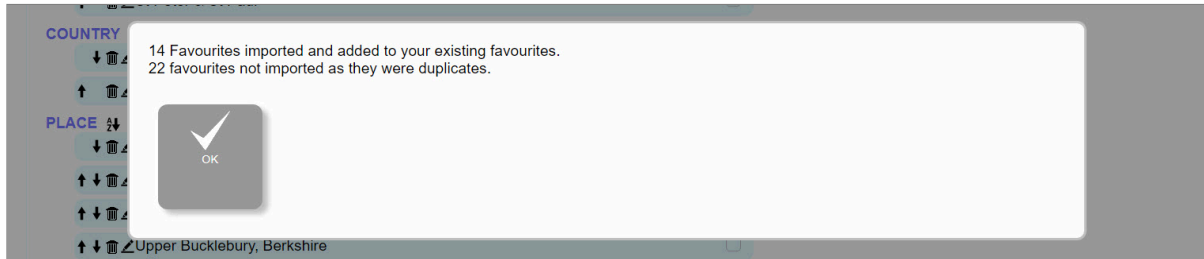 COUNTRY
14 Favourites imported and added to your existing favourites.
22 favourites not imported as they were duplicates.
PLACE
OK
Upper Bucklebury, Berkshire